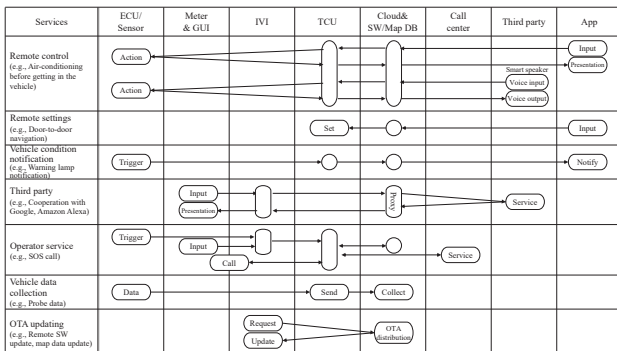 Services
ECU/
Sensor
Meter
& GUI
IVI
TCU
Cloud&
SW/Map DB
Call
center
Third party
App
Remote control
(e.g., Air-conditioning
before getting in the
vehicle)
Action
Action
Input
Presentation
Smart speaker
Voice input
Voice output
Remote settings
(e.g., Door-to-door
navigation)
Set
Input
Vehicle condition
notification
(e.g., Warning lamp
notification)
Trigger
Notify
Third party
(e.g., Cooperation with
Google, Amazon Alexa)
Input
Presentation
Proxy
Service
Operator service
(e.g., SOS call)
Trigger
Input
Call
Service
Vehicle data
collection
(e.g., Probe data)
Data
Send
Collect
OTA updating
(e.g., Remote SW
update, map data update)
Request
Update
OTA
distribution